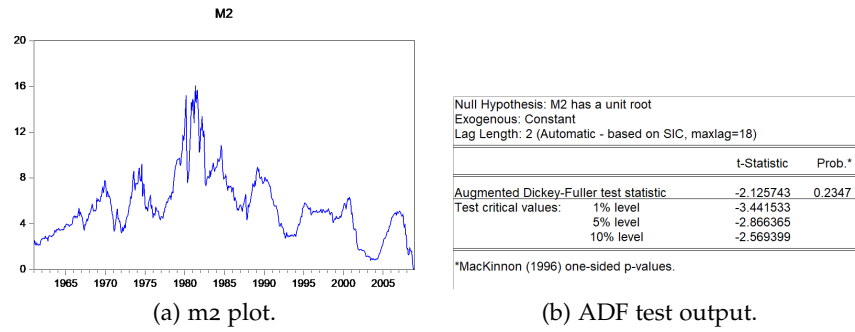 M2
20
16
12
8
4
0
1965 1970 1975 1980 1985 1990 1995 2000 2005
(a) m2 plot.
Null Hypothesis: M2 has a unit root
Exogenous: Constant
Lag Length: 2 (Automatic - based on SIC, maxlag=18)
t-Statistic Prob.*
Augmented Dickey-Fuller test statistic -2.125743 0.2347
Test critical values: 1% level -3.441533
5% level -2.866365
10% level -2.569399
*MacKinnon (1996) one-sided p-values.
(b) ADF test output.